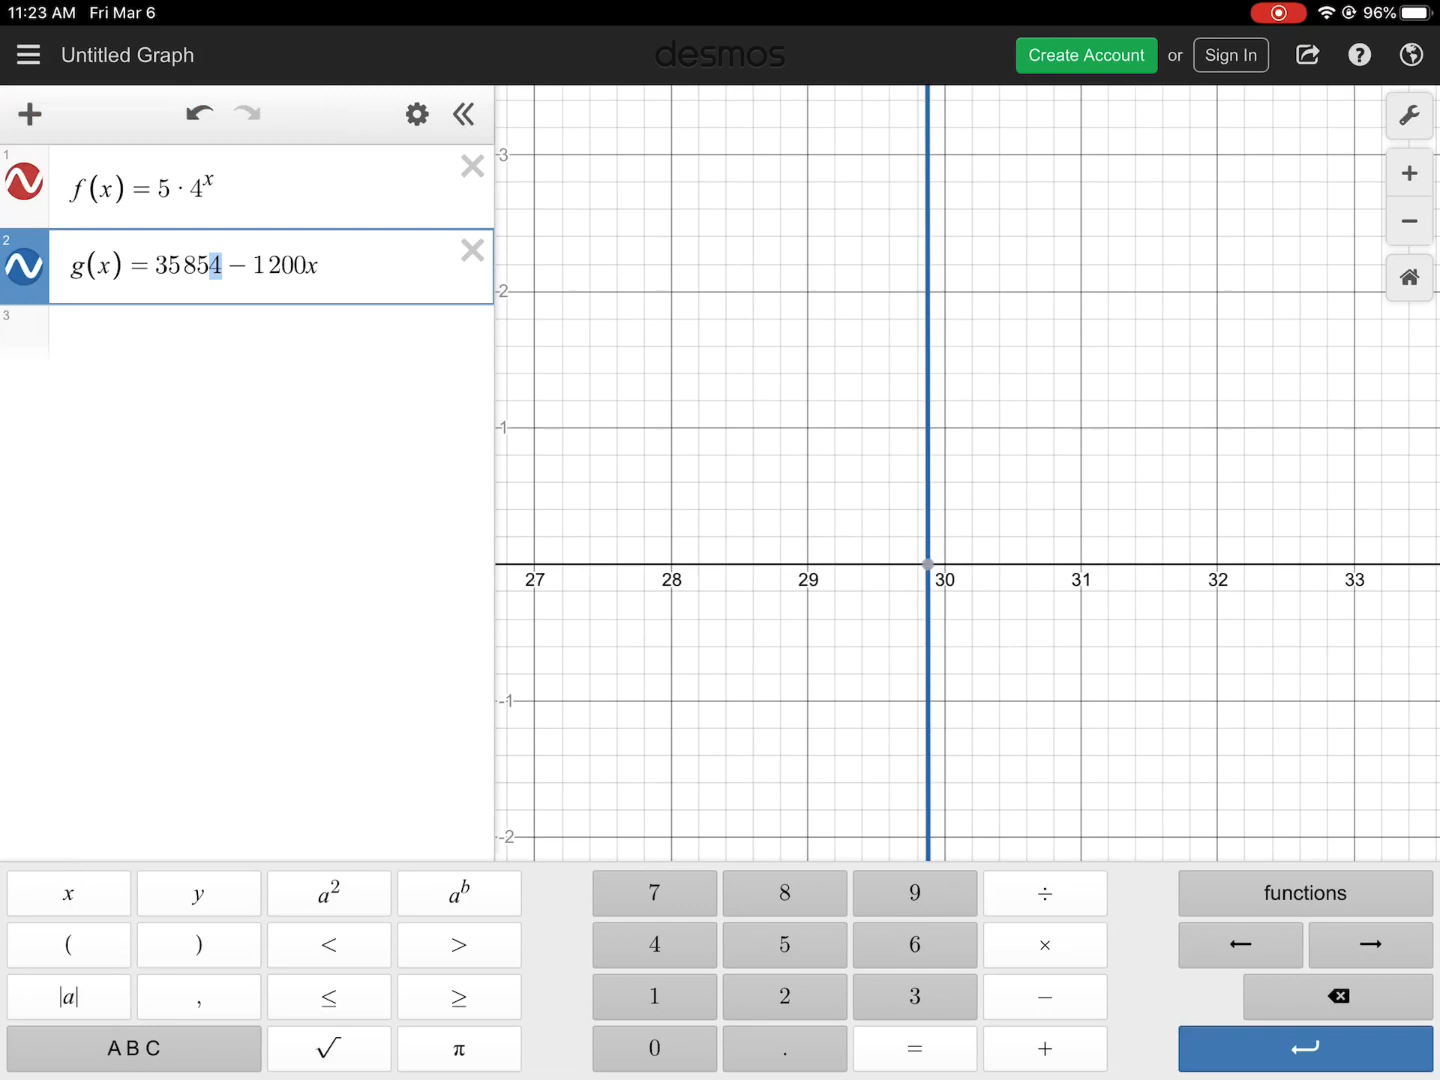 11:23 AM Fri Mar 6
96%
Untitled Graph
desmos
Create Account or Sign In
1
f(x) = 5 · 4^x
2
g(x) = 35854 − 1200x
3
3
2
1
27 28 29 30 31 32 33
-1
-2
x y a^2 a^b 7 8 9 ÷ functions
( ) < > 4 5 6 × ← →
|a| , ≤ ≥ 1 2 3 −
A B C √ π 0 . = +